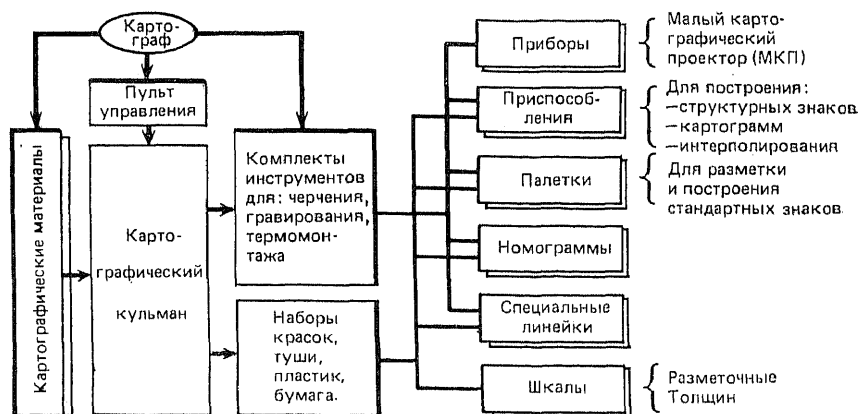 Карто-
граф
Пульт
управления
Картографические материалы
Карто-
графический
кульман
Комплекты
инструментов
для: черчения,
гравирования,
термомон-
тажа
Наборы
красок,
туши,
пластик,
бумага.
Приборы
Малый карто-
графический
проектор (МКП)
Приспособ-
ления
Для построения:
—структурных знаков
—картограмм
—интерполирования
Палетки
Для разметки
и построения
стандартных знаков
Номограммы
Специальные
линейки
Шкалы
Разметочные
Толщин